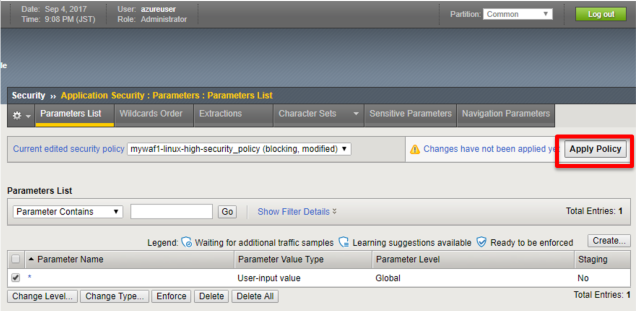 Date: Sep 4, 2017 User: azureuser
Time: 9:08 PM (JST) Role: Administrator
Partition: Common Log out
le
Security ›› Application Security : Parameters : Parameters List
Parameters List Wildcards Order Extractions Character Sets Sensitive Parameters Navigation Parameters
Current edited security policy mywaf1-linux-high-security_policy (blocking, modified) Changes have not been applied ye Apply Policy
Parameters List
Parameter Contains Go Show Filter Details Total Entries: 1
Legend: Waiting for additional traffic samples Learning suggestions available Ready to be enforced Create...
Parameter Name Parameter Value Type Parameter Level Staging
* User-input value Global No
Change Level... Change Type... Enforce Delete Delete All Total Entries: 1